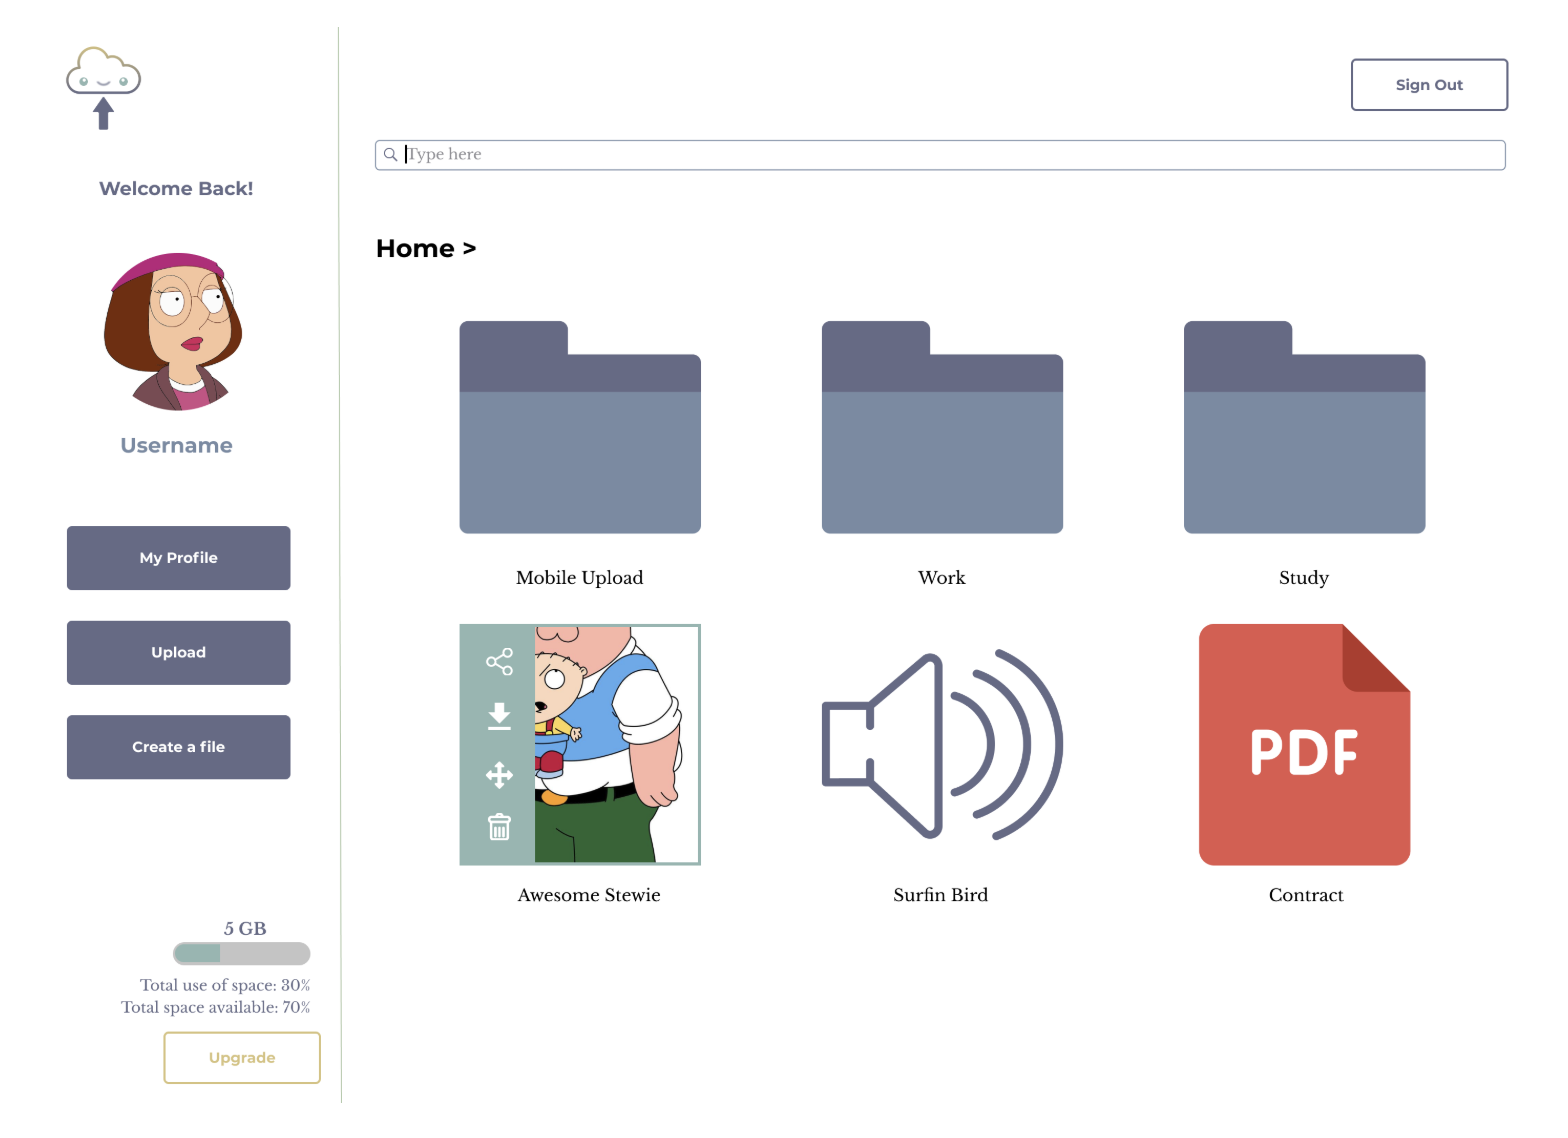 Sign Out
Type here
Welcome Back!
Home >
Username
My Profile
Upload
Create a file
Mobile Upload
Work
Study
PDF
Awesome Stewie
Surfin Bird
Contract
5 GB
Total use of space: 30%
Total space available: 70%
Upgrade